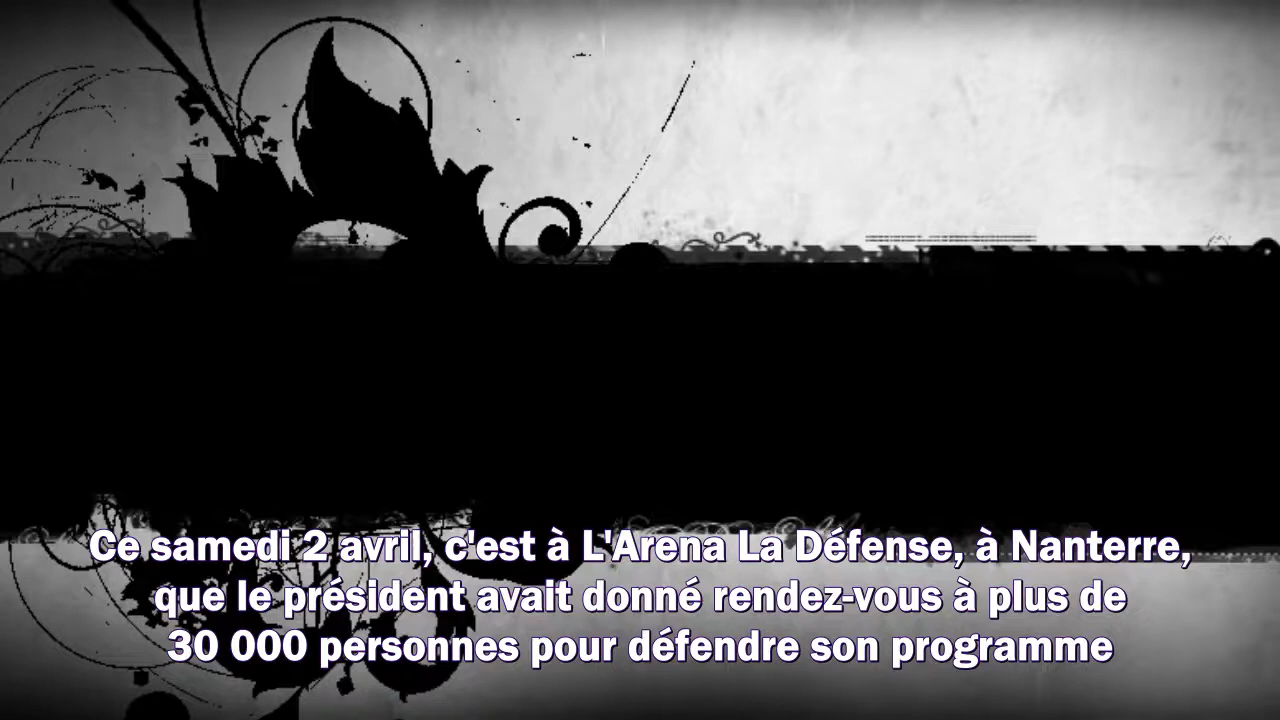 Ce samedi 2 avril, c'est à L'Arena La Défense, à Nanterre,
que le président avait donné rendez-vous à plus de
30 000 personnes pour défendre son programme